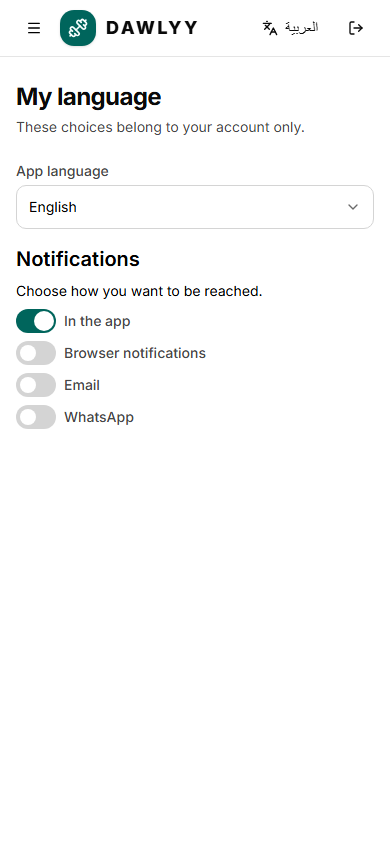 DAWLYY
العربية
My language
These choices belong to your account only.
App language
English
Notifications
Choose how you want to be reached.
In the app
Browser notifications
Email
WhatsApp